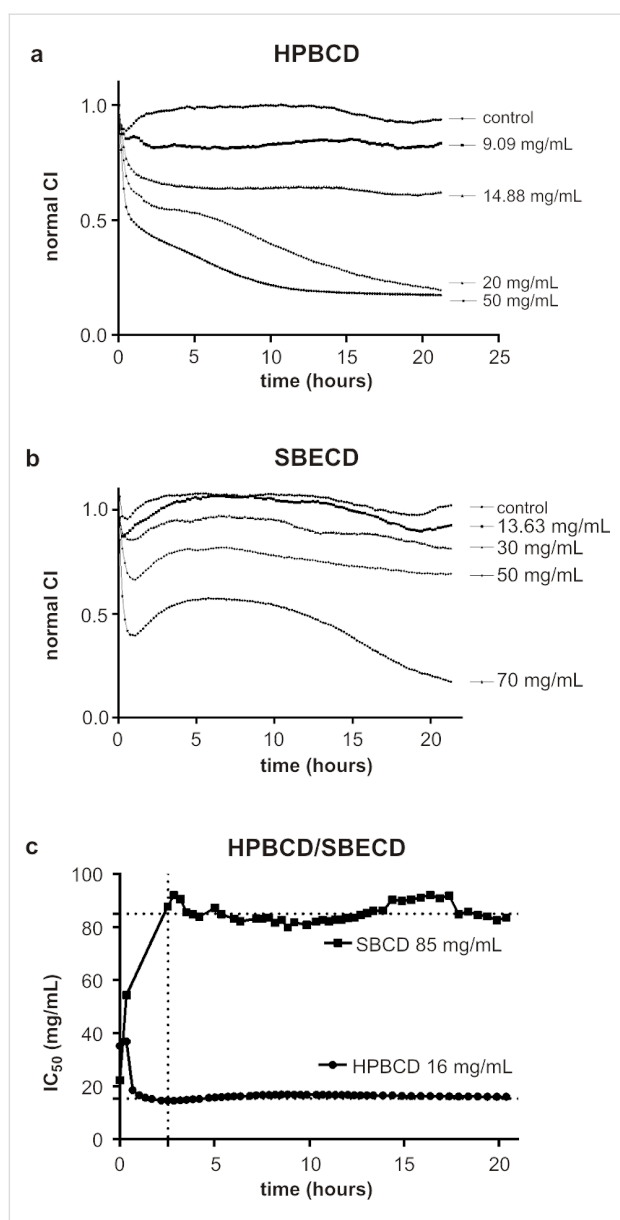 a
HPBCD
normal CI
1.0
0.5
0.0
control
9.09 mg/mL
14.88 mg/mL
20 mg/mL
50 mg/mL
0 5 10 15 20 25
time (hours)
b
SBECD
normal CI
1.0
0.5
0.0
control
13.63 mg/mL
30 mg/mL
50 mg/mL
70 mg/mL
0 5 10 15 20
time (hours)
c
HPBCD/SBECD
IC50 (mg/mL)
100
80
60
40
20
0
SBCD 85 mg/mL
HPBCD 16 mg/mL
0 5 10 15 20
time (hours)